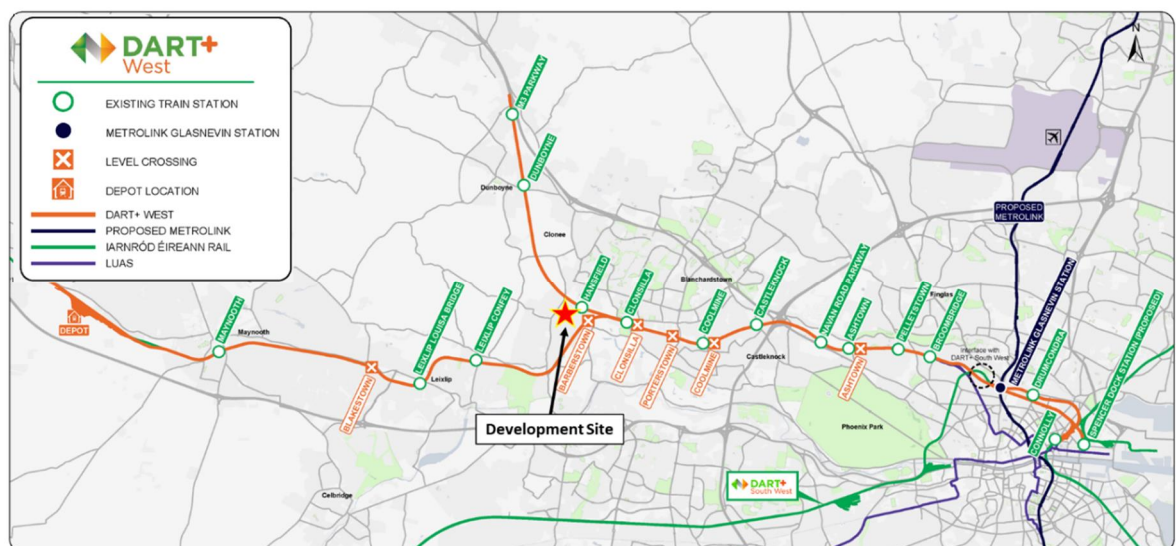 DART+
West
EXISTING TRAIN STATION
METROLINK GLASNEVIN STATION
LEVEL CROSSING
DEPOT LOCATION
DART+ WEST
PROPOSED METROLINK
IARNRÓD ÉIREANN RAIL
LUAS
N
M3 PARKWAY
DUNBOYNE
Dunboyne
Clonee
PROPOSED
METROLINK
HANSFIELD
CLONSILLA
Blanchardstown
COOLMINE
CASTLEKNOCK
NAVAN ROAD PARKWAY
ASHTOWN
Finglas
PELLETSTOWN
BROOMBRIDGE
METROLINK GLASNEVIN STATION
DRUMCONDRA
SPENCER DOCK STATION (PROPOSED)
CONNOLLY
Interface with
DART+ South West
DEPOT
MAYNOOTH
Maynooth
LEIXLIP LOUISA BRIDGE
LEIXLIP CONFEY
BLAKESTOWN
Leixlip
BARBERSTOWN
CLONSILLA
PORTERSTOWN
COOLMINE
Castleknock
ASHTOWN
Development Site
Phoenix Park
Celbridge
DART+
South West